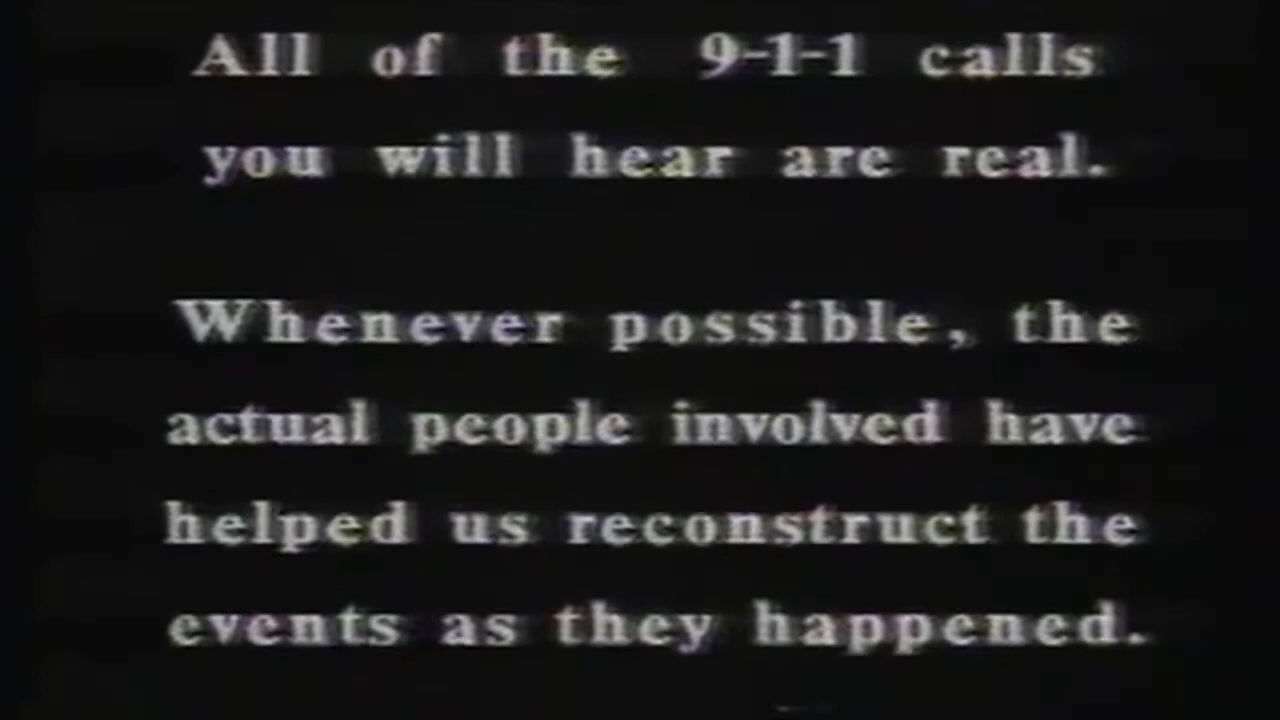 All of the 9-1-1 calls
you will hear are real.
Whenever possible, the
actual people involved have
helped us reconstruct the
events as they happened.